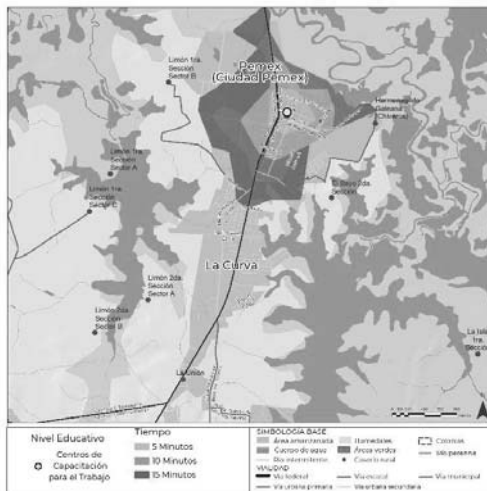 Pemex
(Ciudad Pemex)
Limón 1ra.
Sección
Sector B
Hermenegildo
Galeana
Limón 1ra.
Sección
Sector A
Limón 1ra.
Sección
Sector C
El Bayo 2da.
Sección
La Curva
Limón 2da.
Sección
Sector A
Limón 2da.
Sección
Sector B
La Isla
1ra.
Sección
La Unión
Nivel Educativo
Centros de
Capacitación
para el Trabajo
Tiempo
5 Minutos
10 Minutos
15 Minutos
SIMBOLOGÍA BASE
Área amanzanada
Humedales
Colonias
Cuerpo de agua
Áreas verdes
Río perenne
Río intermitente
Caserío rural
VIALIDAD
Vía federal
Vía estatal
Vía municipal
Vía urbana primaria
Vía urbana secundaria